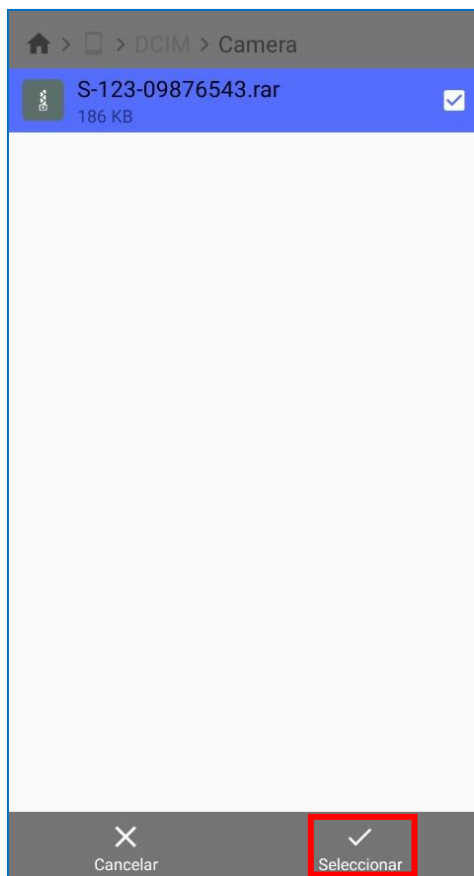 > > DCIM > Camera
S-123-09876543.rar
186 KB
Cancelar
Seleccionar